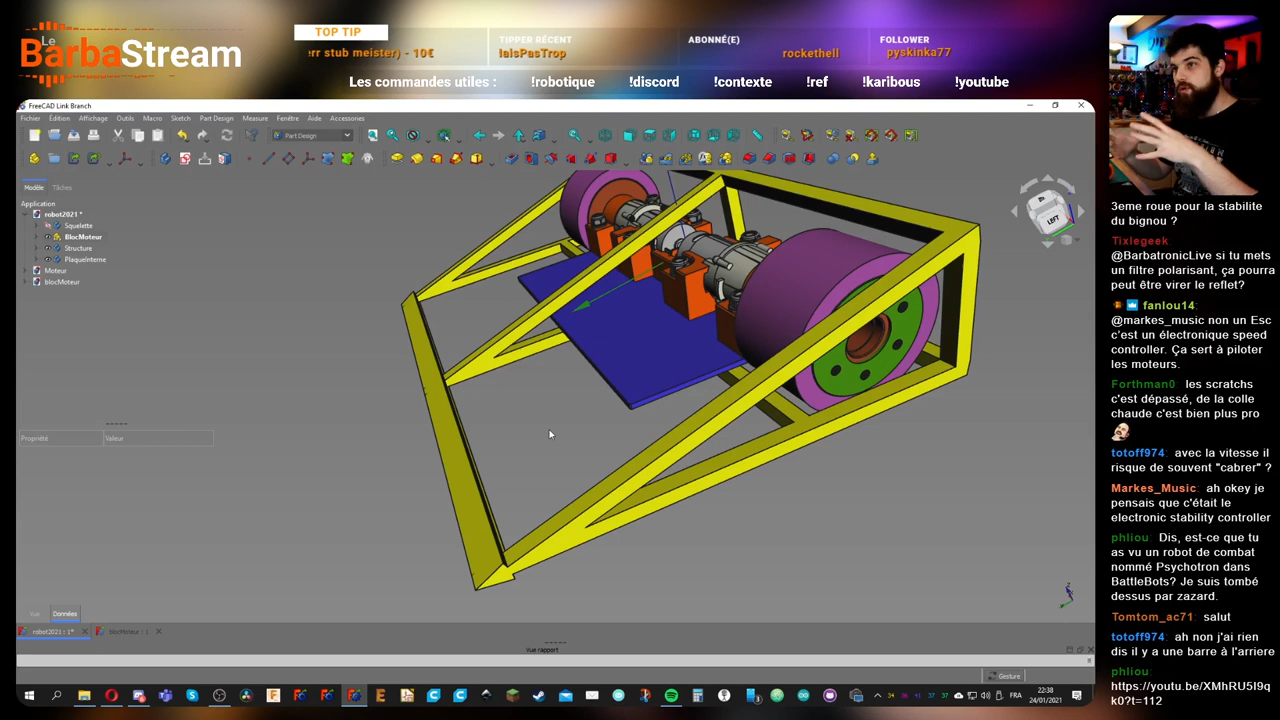 Le
BarbaStream
TOP TIP
err stub meister) - 10€
TIPPER RÉCENT
laisPasTrop
ABONNÉ(E)
rockethell
FOLLOWER
pyskinka77
Les commandes utiles : !robotique !discord !contexte !ref !karibous !youtube
FreeCAD Link Branch
Fichier Édition Affichage Outils Macro Sketch Part Design Measure Fenêtre Aide Accessoires
Part Design
Modèle Tâches
Application
robot2021 *
Squelette
BlocMoteur
Structure
PlaqueInterne
Moteur
blocMoteur
Propriété Valeur
LEFT
Vue Données
robot2021 : 1* blocMoteur : 1
Vue rapport
Gesture
34 36 41 37 37
FRA
22:38
24/01/2021
3eme roue pour la stabilite
du bignou ?
Tixlegeek:
@BarbatronicLive si tu mets
un filtre polarisant, ça pourra
peut être virer le reflet?
fanlou14:
@markes_music non un Esc
c'est un électronique speed
controller. Ça sert à piloter
les moteurs.
Forthman0: les scratchs
c'est dépassé, de la colle
chaude c'est bien plus pro
totoff974: avec la vitesse il
risque de souvent "cabrer" ?
Markes_Music: ah okey je
pensais que c'était le
electronic stability controller
phliou: Dis, est-ce que tu
as vu un robot de combat
nommé Psychotron dans
BattleBots? Je suis tombé
dessus par zazard.
Tomtom_ac71: salut
totoff974: ah non j'ai rien
dis il y a une barre à l'arriere
phliou:
https://youtu.be/XMhRU5I9q
k0?t=112